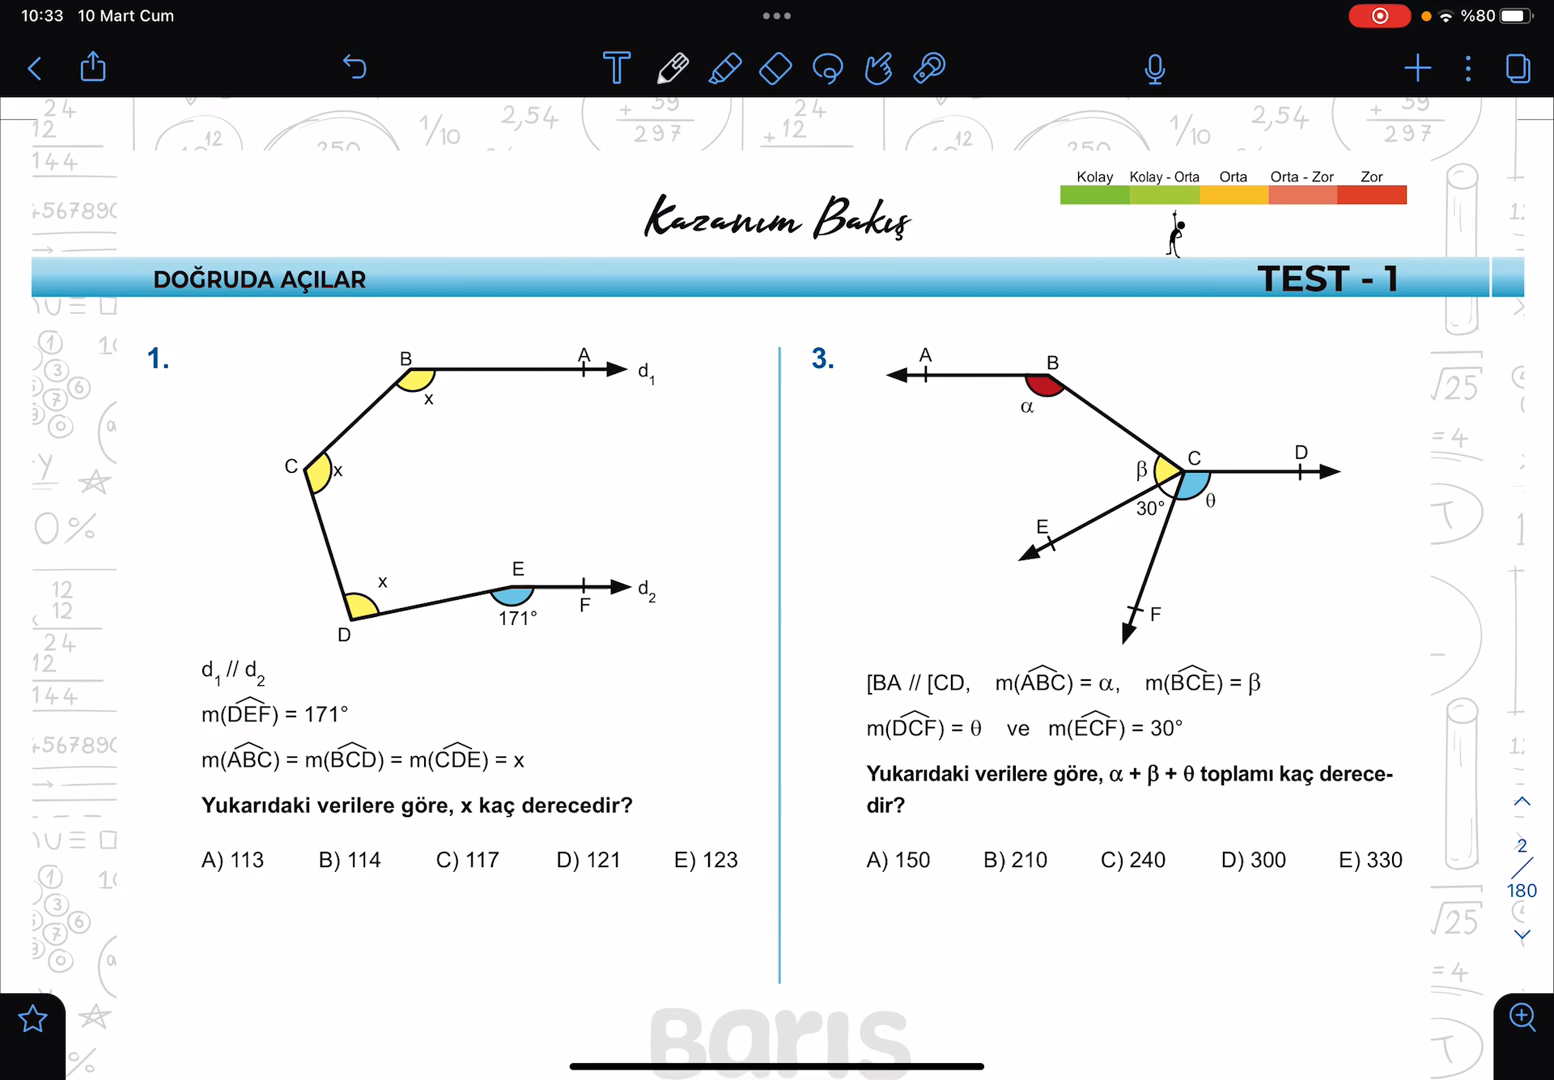 10:33 10 Mart Cum
%80
Kolay Kolay - Orta Orta Orta - Zor Zor
Kazanım Bakış
DOĞRUDA AÇILAR
TEST - 1
1.
B
A
d1
x
C
x
x
D
E
F
d2
171°
d1 // d2
m(DEF) = 171°
m(ABC) = m(BCD) = m(CDE) = x
Yukarıdaki verilere göre, x kaç derecedir?
A) 113 B) 114 C) 117 D) 121 E) 123
3.
A
B
α
β
C
D
θ
30°
E
F
[BA // [CD, m(ABC) = α, m(BCE) = β
m(DCF) = θ ve m(ECF) = 30°
Yukarıdaki verilere göre, α + β + θ toplamı kaç derece-
dir?
A) 150 B) 210 C) 240 D) 300 E) 330
2
180
Barış